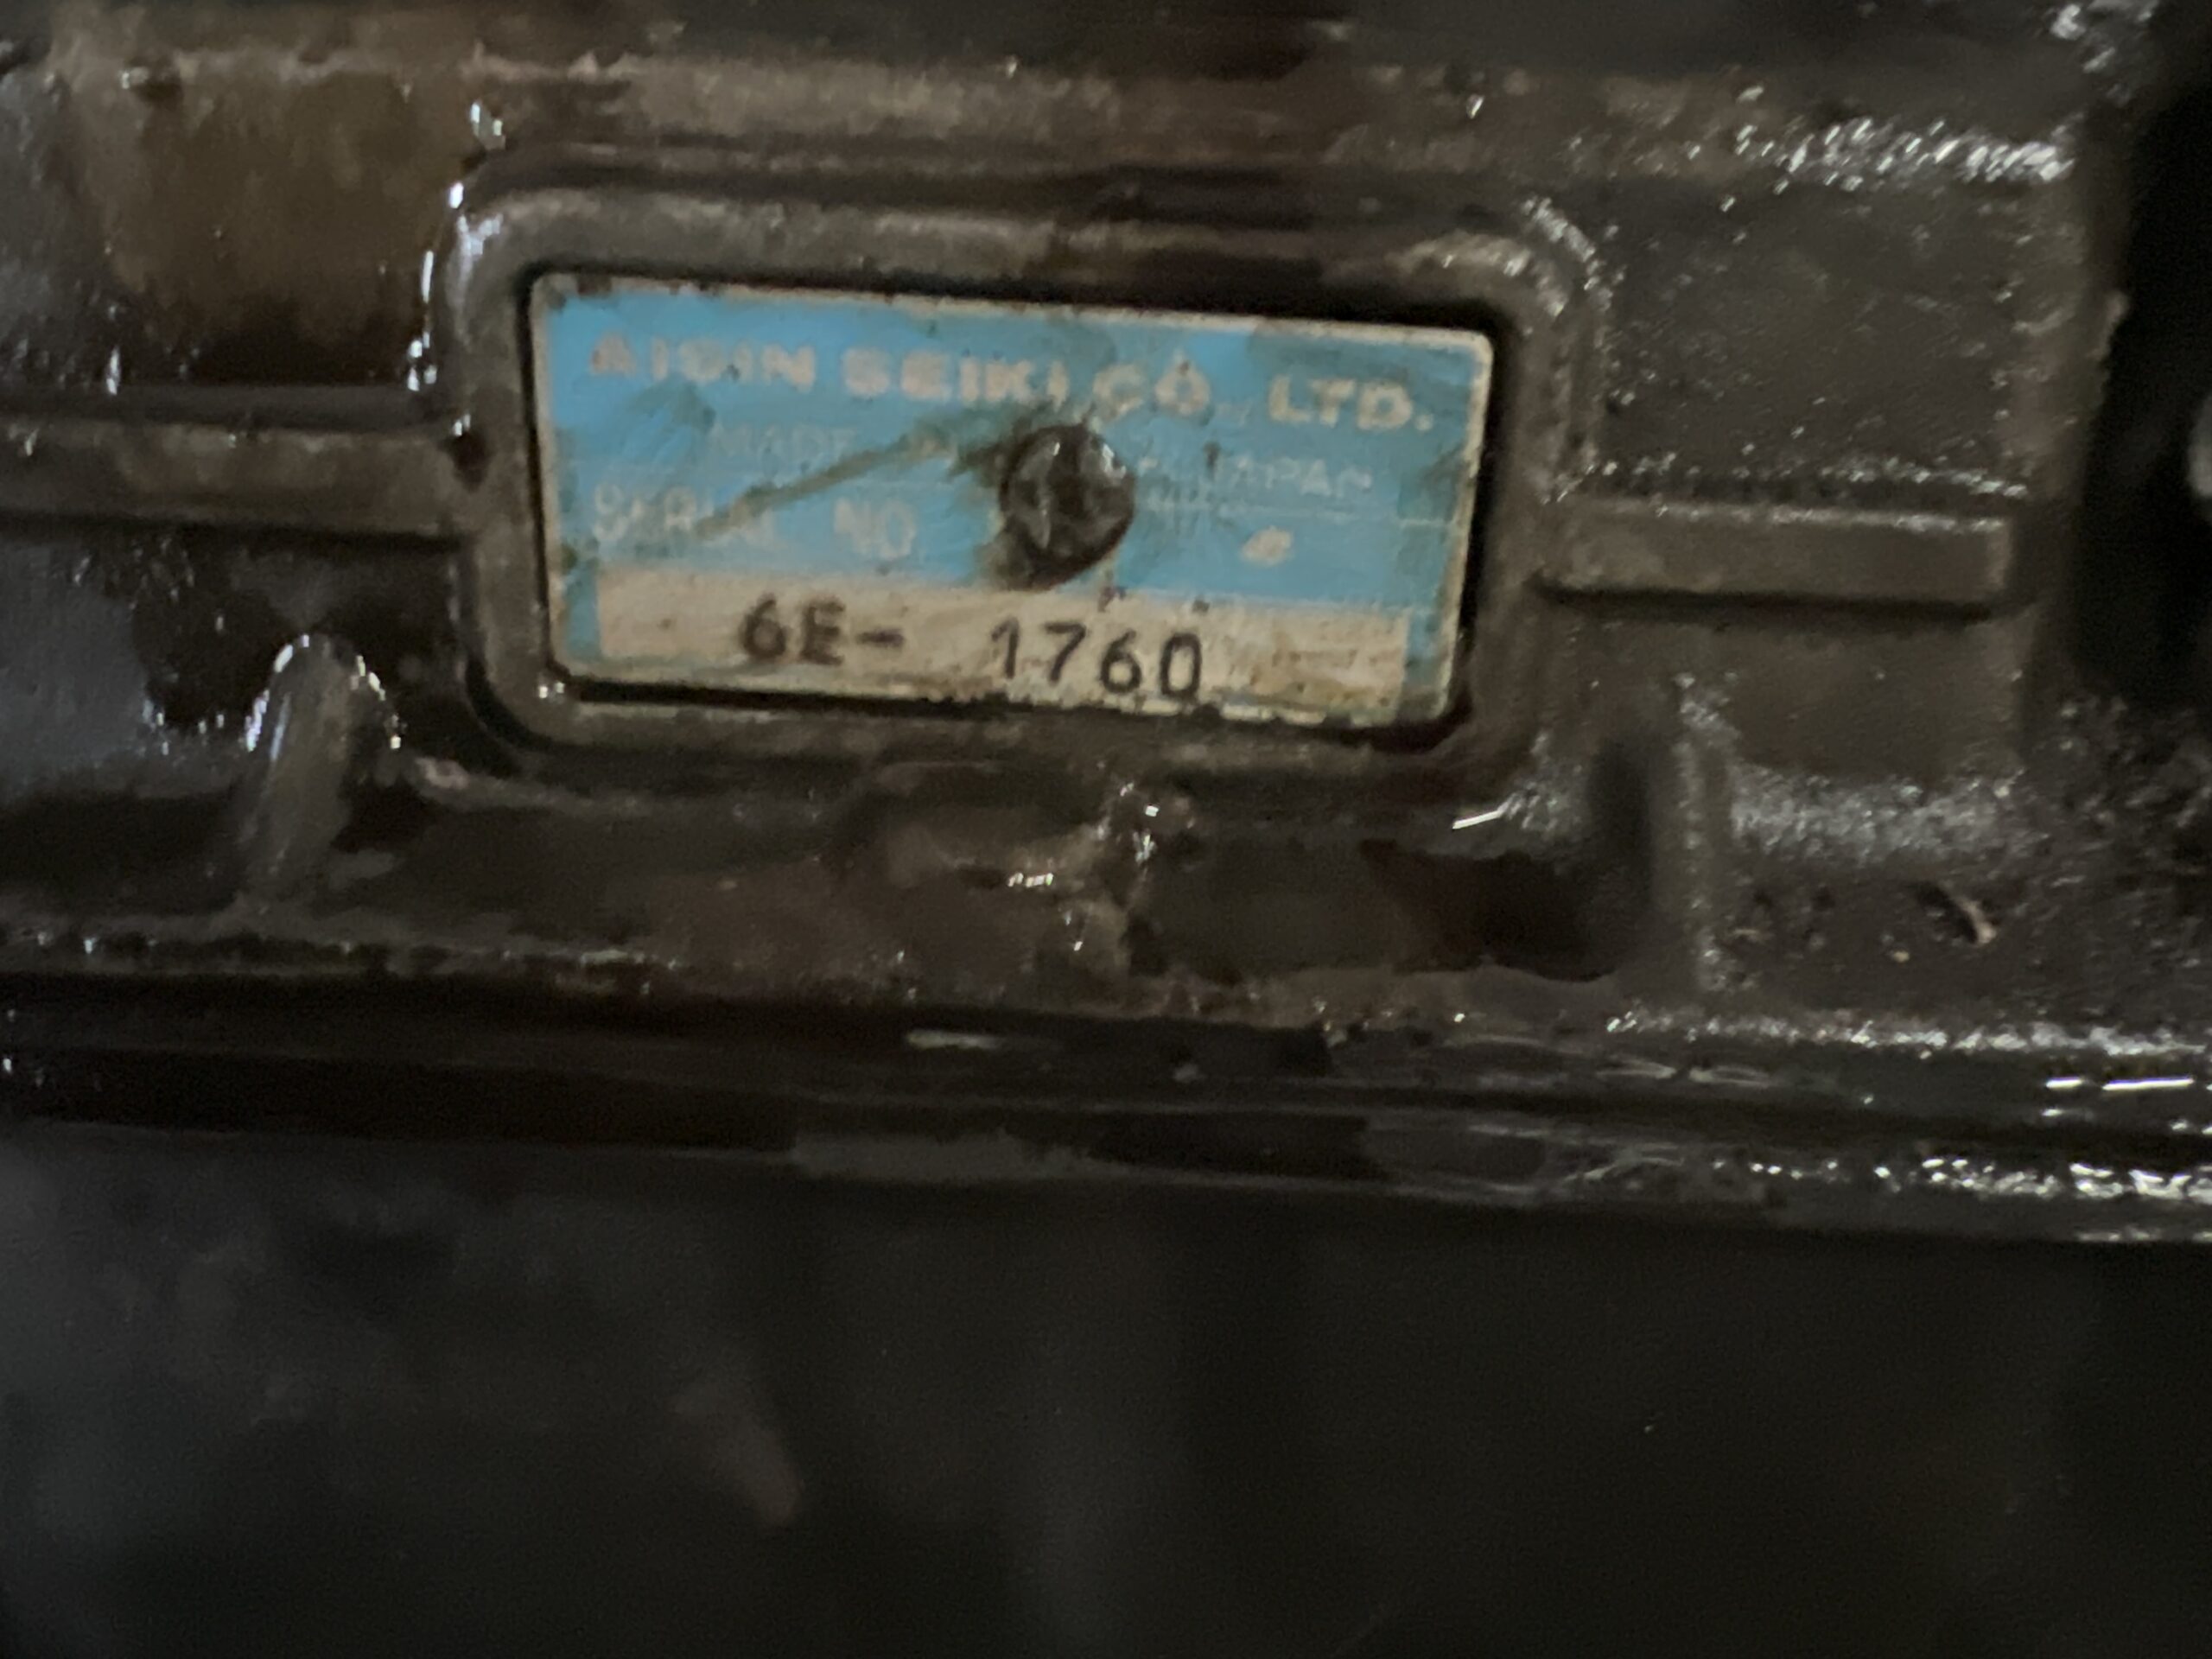 AISIN SEIKI CO., LTD.
MADE IN JAPAN
SERIAL NO
6E- 1760